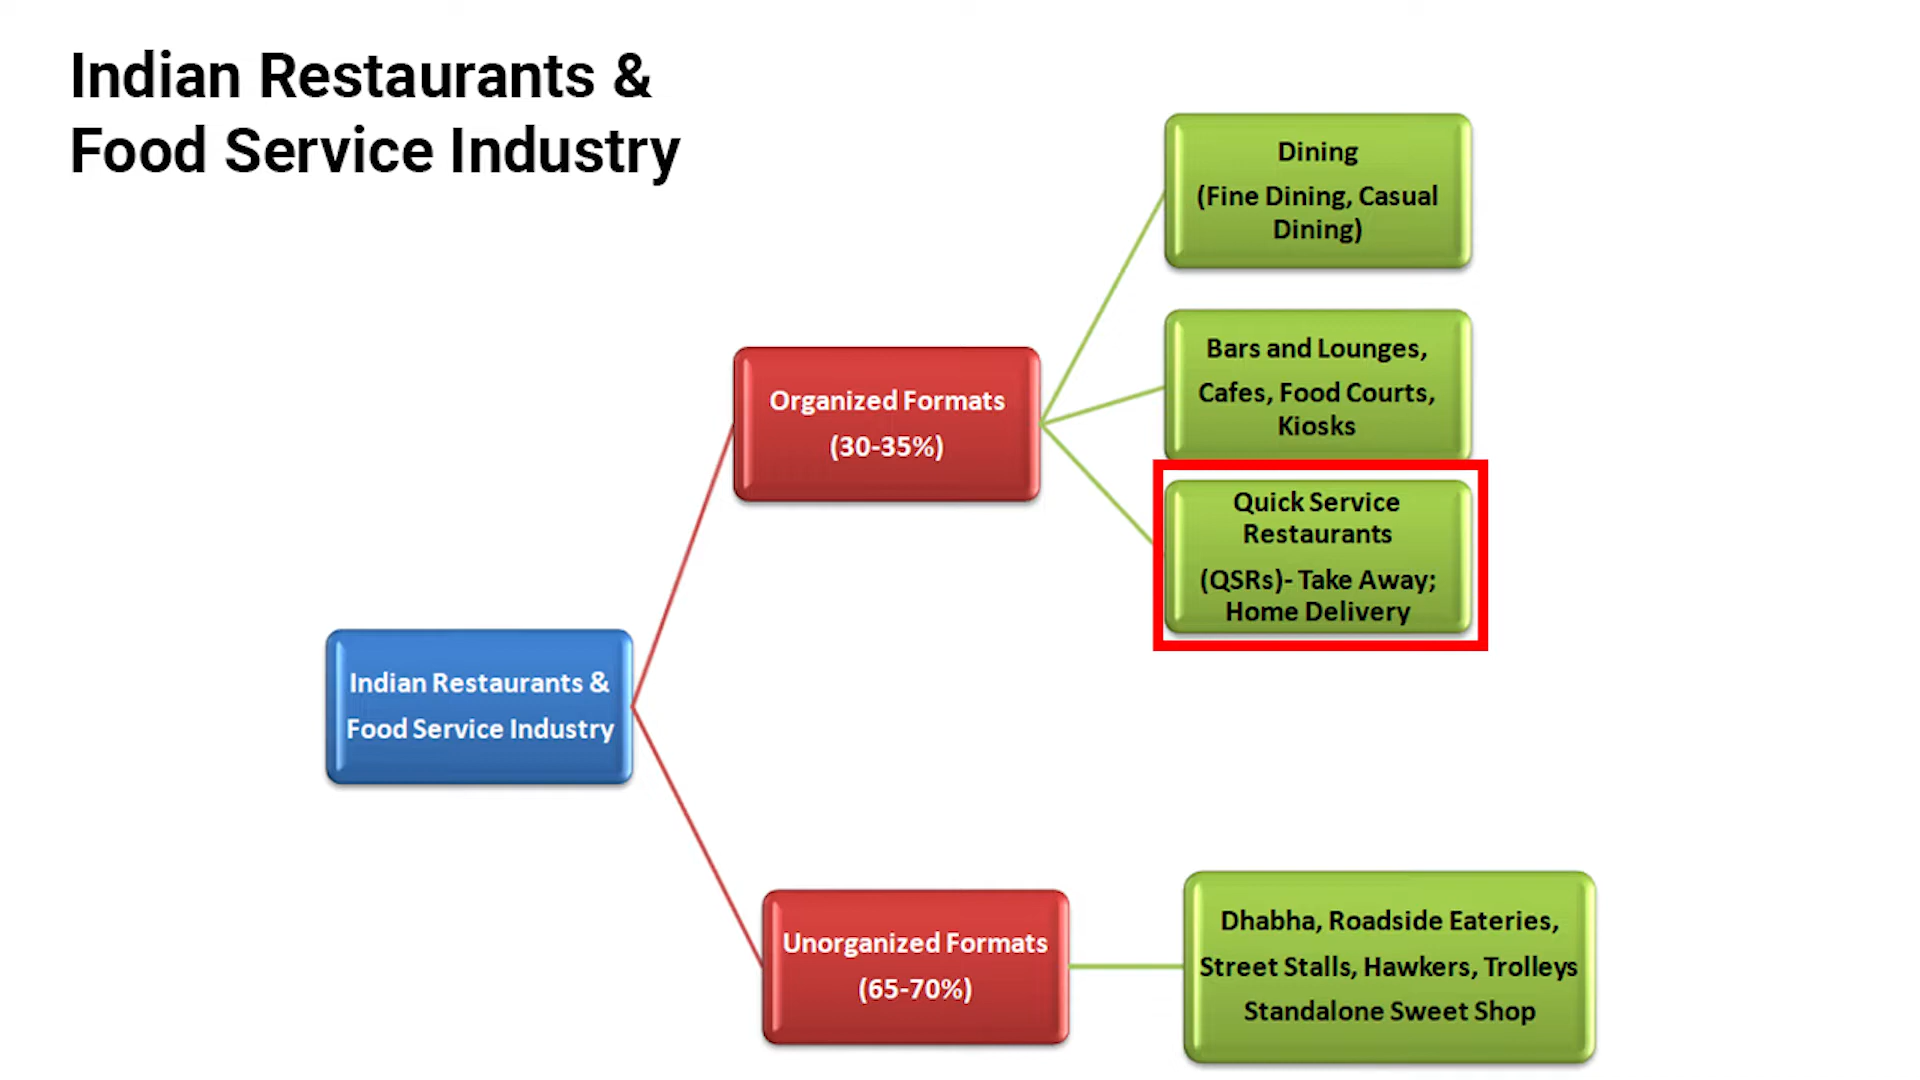 Indian Restaurants &
Food Service Industry
Dining
(Fine Dining, Casual
Dining)
Bars and Lounges,
Cafes, Food Courts,
Kiosks
Organized Formats
(30-35%)
Quick Service
Restaurants
(QSRs)- Take Away;
Home Delivery
Indian Restaurants &
Food Service Industry
Unorganized Formats
(65-70%)
Dhabha, Roadside Eateries,
Street Stalls, Hawkers, Trolleys
Standalone Sweet Shop